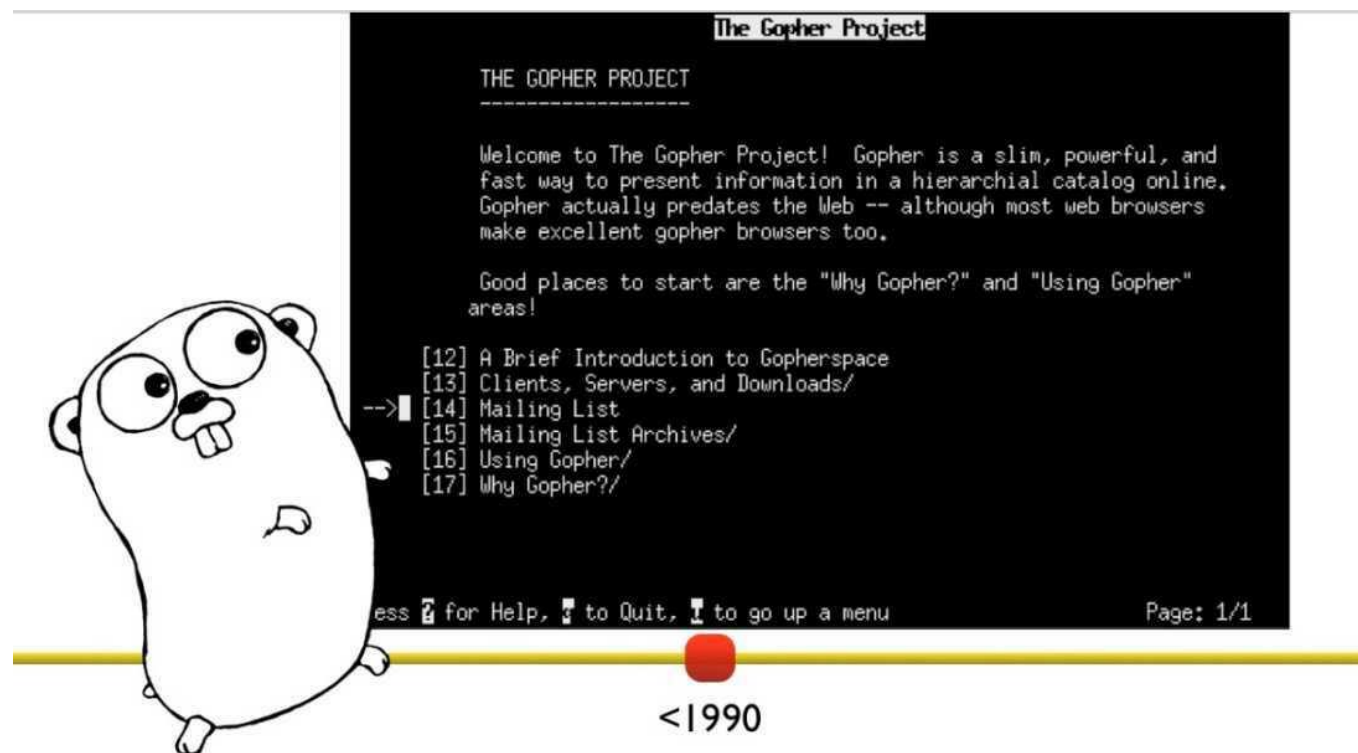 The Gopher Project
THE GOPHER PROJECT
-------------------
Welcome to The Gopher Project!  Gopher is a slim, powerful, and
fast way to present information in a hierarchial catalog online.
Gopher actually predates the Web -- although most web browsers
make excellent gopher browsers too.
Good places to start are the "Why Gopher?" and "Using Gopher"
areas!
[12] A Brief Introduction to Gopherspace
[13] Clients, Servers, and Downloads/
--> [14] Mailing List
[15] Mailing List Archives/
[16] Using Gopher/
[17] Why Gopher?/
ess ? for Help, q to Quit, to go up a menu Page: 1/1
<1990